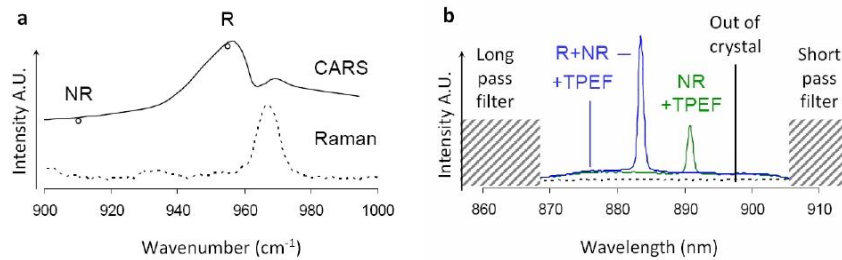 a
R
CARS
NR
Raman
Intensity A.U.
900 920 940 960 980 1000
Wavenumber (cm⁻¹)
b
Out of
crystal
Long
pass
filter
R+NR
+TPEF
NR
+TPEF
Short
pass
filter
Intensity A.U.
860 870 880 890 900 910
Wavelength (nm)